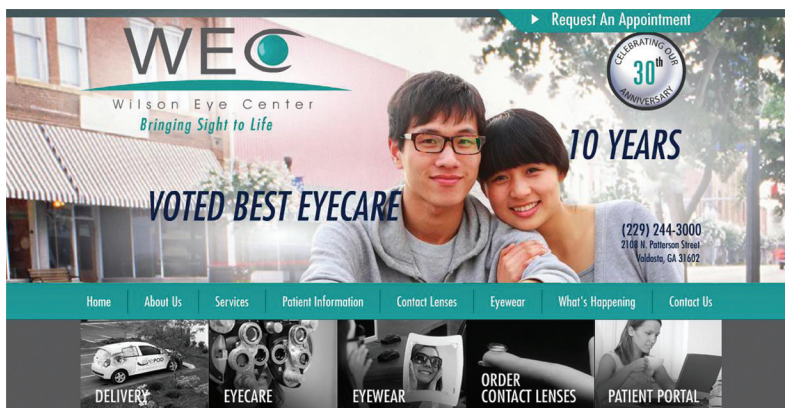 Request An Appointment
WEC
Wilson Eye Center
Bringing Sight to Life
CELEBRATING OUR
30th
ANNIVERSARY
10 YEARS
VOTED BEST EYECARE
(229) 244-3000
2108 N. Patterson Street
Valdosta, GA 31602
Home
About Us
Services
Patient Information
Contact Lenses
Eyewear
What's Happening
Contact Us
DELIVERY
EYECARE
EYEWEAR
ORDER
CONTACT LENSES
PATIENT PORTAL